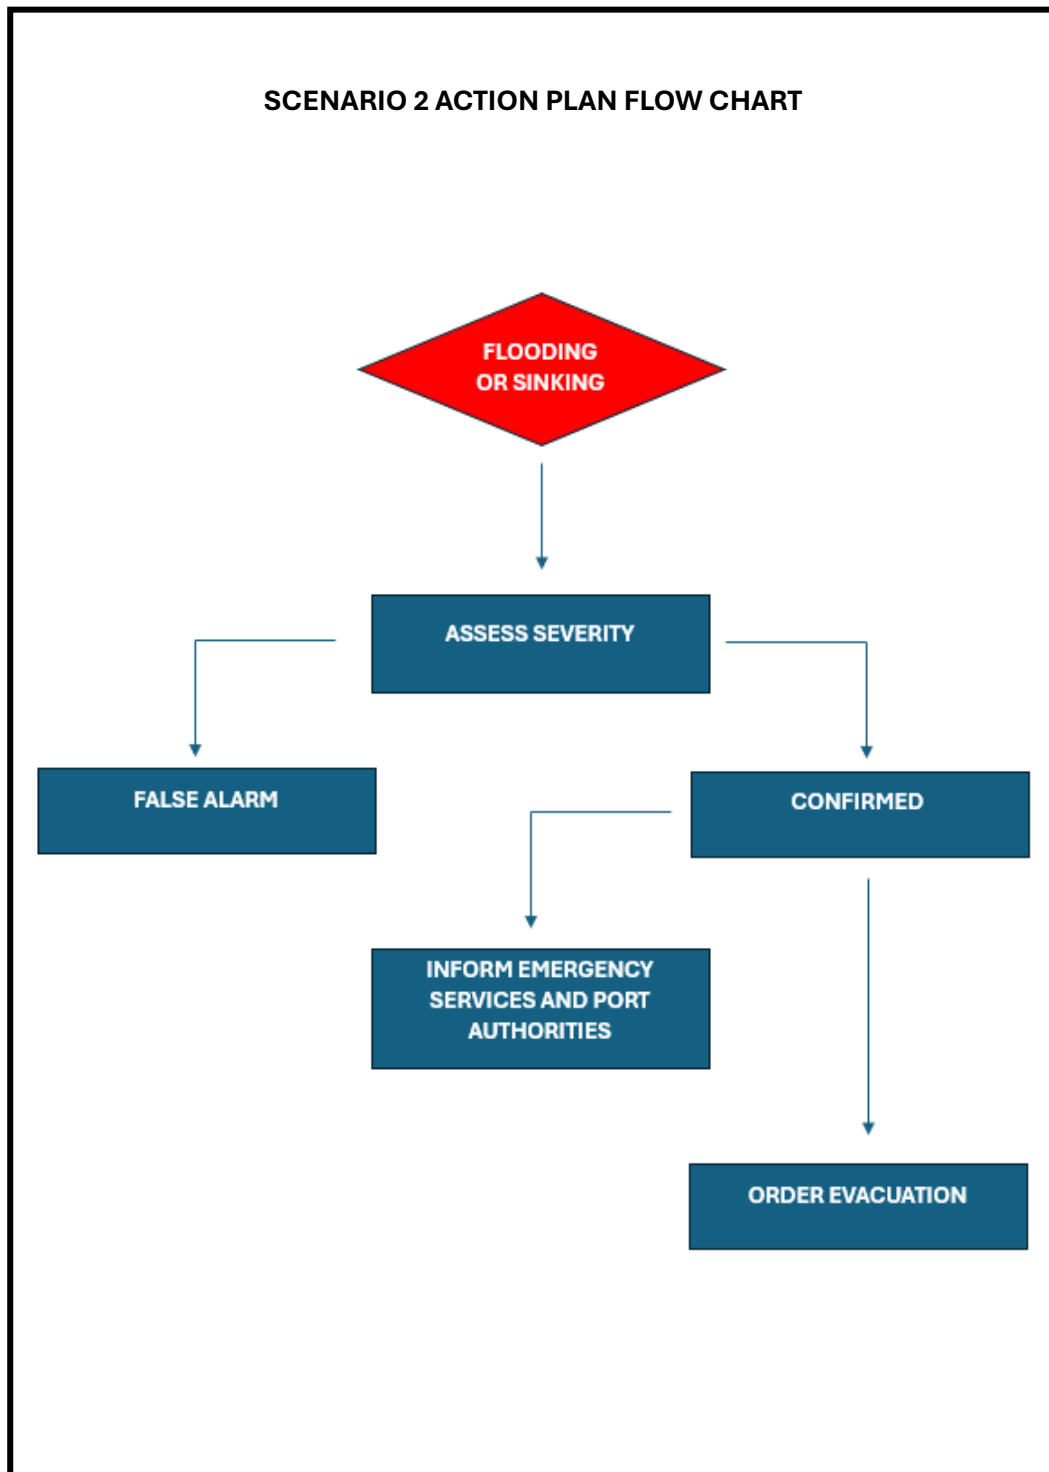 SCENARIO 2 ACTION PLAN FLOW CHART
FLOODING
OR SINKING
ASSESS SEVERITY
FALSE ALARM
CONFIRMED
INFORM EMERGENCY
SERVICES AND PORT
AUTHORITIES
ORDER EVACUATION